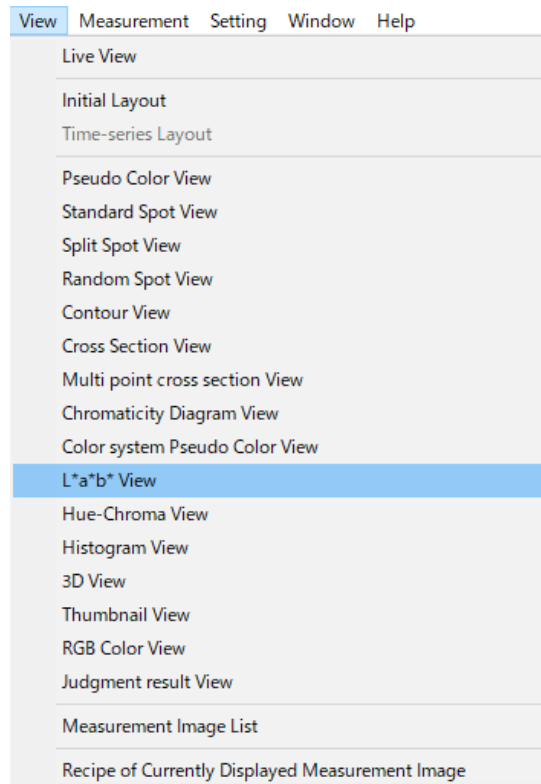 View Measurement Setting Window Help
Live View
Initial Layout
Time-series Layout
Pseudo Color View
Standard Spot View
Split Spot View
Random Spot View
Contour View
Cross Section View
Multi point cross section View
Chromaticity Diagram View
Color system Pseudo Color View
L*a*b* View
Hue-Chroma View
Histogram View
3D View
Thumbnail View
RGB Color View
Judgment result View
Measurement Image List
Recipe of Currently Displayed Measurement Image